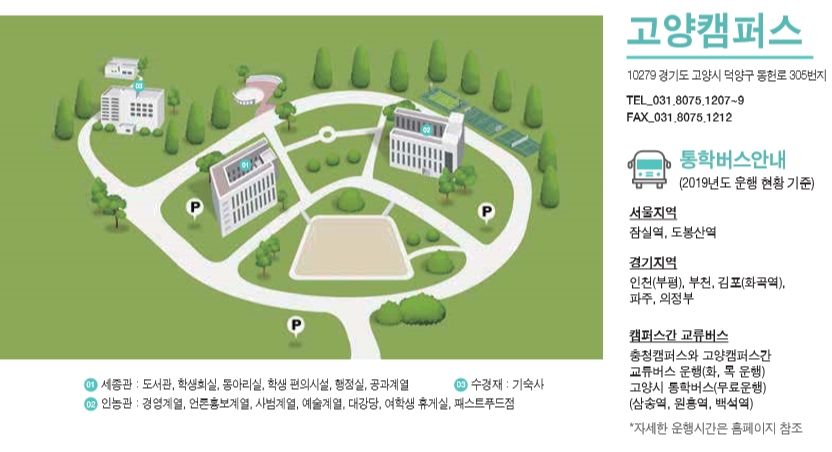 고양캠퍼스
10279 경기도 고양시 덕양구 동헌로 305번지
TEL_031.8075.1207~9
FAX_031.8075.1212
통학버스안내
(2019년도 운행 현황 기준)
서울지역
잠실역, 도봉산역
경기지역
인천(부평), 부천, 김포(화곡역),
파주, 의정부
캠퍼스간 교류버스
충청캠퍼스와 고양캠퍼스간
교류버스 운행(화, 목 운행)
고양시 통학버스(무료운행)
(삼송역, 원흥역, 백석역)
*자세한 운행시간은 홈페이지 참조
03
02
01
P
P
P
01 세종관 : 도서관, 학생회실, 동아리실, 학생 편의시설, 행정실, 공과계열
03 수경재 : 기숙사
02 인농관 : 경영계열, 언론홍보계열, 사범계열, 예술계열, 대강당, 여학생 휴게실, 패스트푸드점